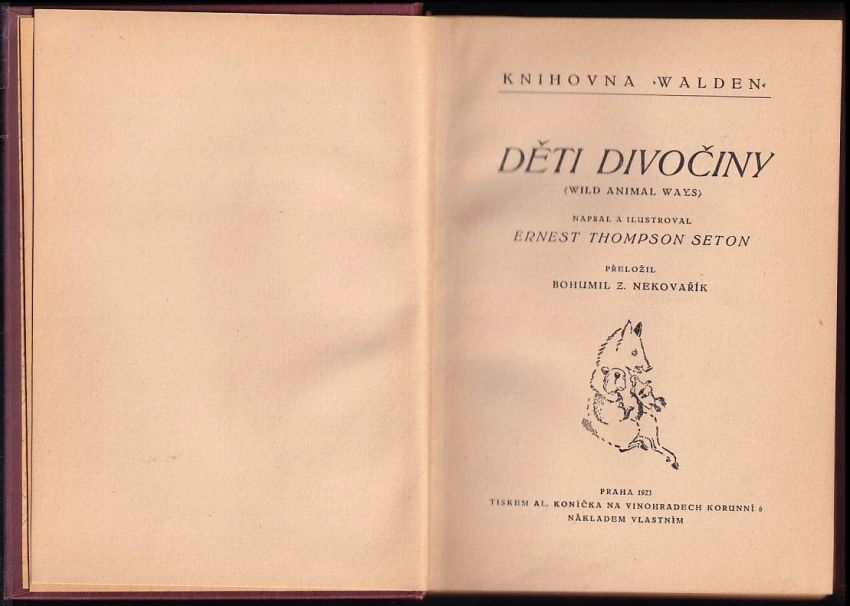 KNIHOVNA ›WALDEN‹
DĚTI DIVOČINY
(WILD ANIMAL WAYS)
NAPSAL A ILUSTROVAL
ERNEST THOMPSON SETON
PŘELOŽIL
BOHUMIL Z. NEKOVAŘÍK
PRAHA 1923
TISKEM AL. KONÍČKA NA VINOHRADECH KORUNNÍ 6
NÁKLADEM VLASTNÍM